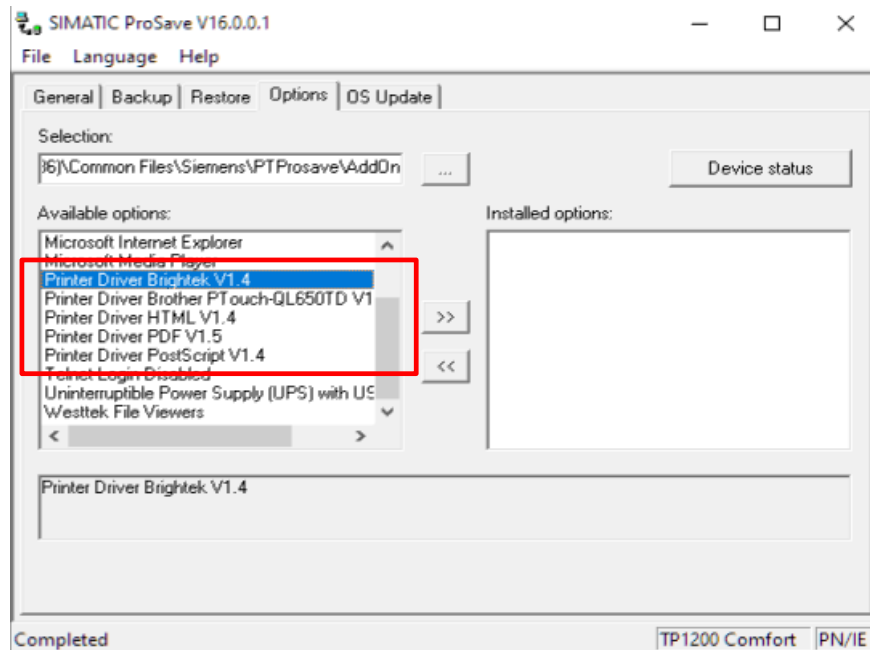 SIMATIC ProSave V16.0.0.1
File Language Help
General Backup Restore Options OS Update
Selection:
36)\Common Files\Siemens\PTProsave\AddOn ... Device status
Available options: Installed options:
Microsoft Internet Explorer
Microsoft Media Player
Printer Driver Brightek V1.4
Printer Driver Brother PTouch-QL650TD V1
Printer Driver HTML V1.4
>>
Printer Driver PDF V1.5
Printer Driver PostScript V1.4
<<
Telnet Login Disabled
Uninterruptible Power Supply (UPS) with US
Westtek File Viewers
Printer Driver Brightek V1.4
Completed TP1200 Comfort PN/IE